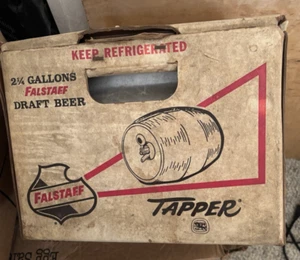 KEEP REFRIGERATED
2¼ GALLONS
FALSTAFF
DRAFT BEER
FALSTAFF
TAPPER